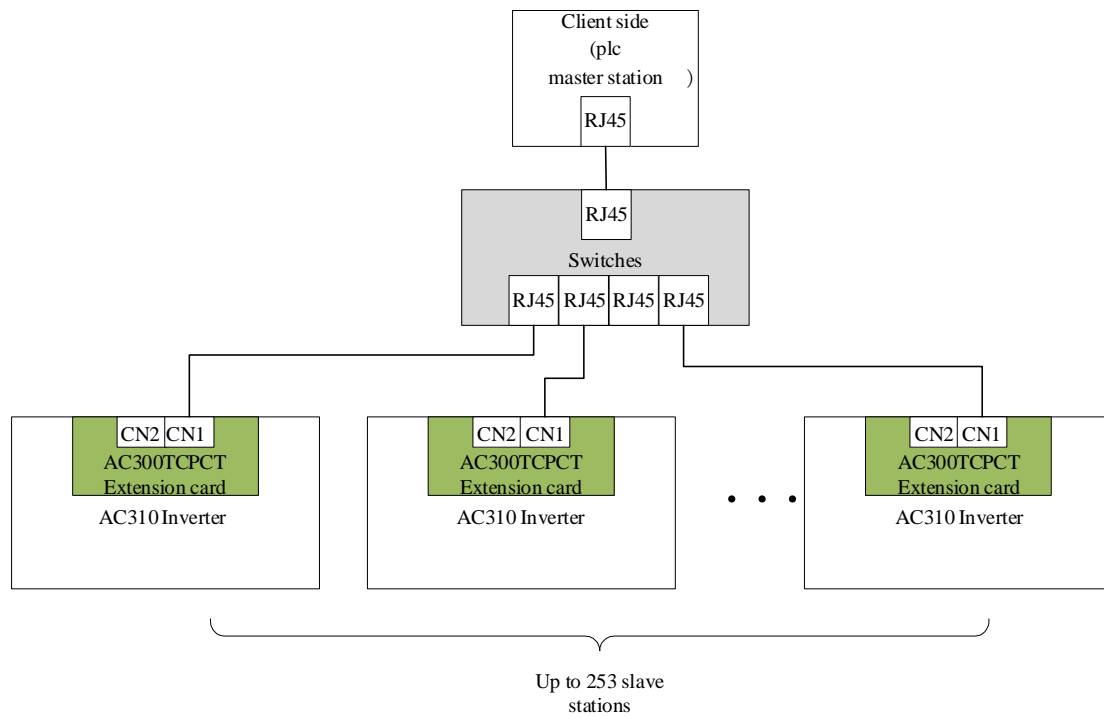 Client side
(plc
master station )
RJ45
RJ45
Switches
RJ45 RJ45 RJ45 RJ45
CN2 CN1
AC300TCPCT
Extension card
AC310 Inverter
CN2 CN1
AC300TCPCT
Extension card
AC310 Inverter
CN2 CN1
AC300TCPCT
Extension card
AC310 Inverter
Up to 253 slave
stations